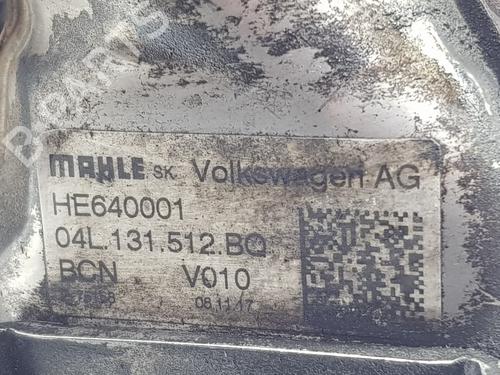 MAHLE SK. Volkswagen AG
HE640001
04L.131.512.BQ
BCN V010
08.11.17